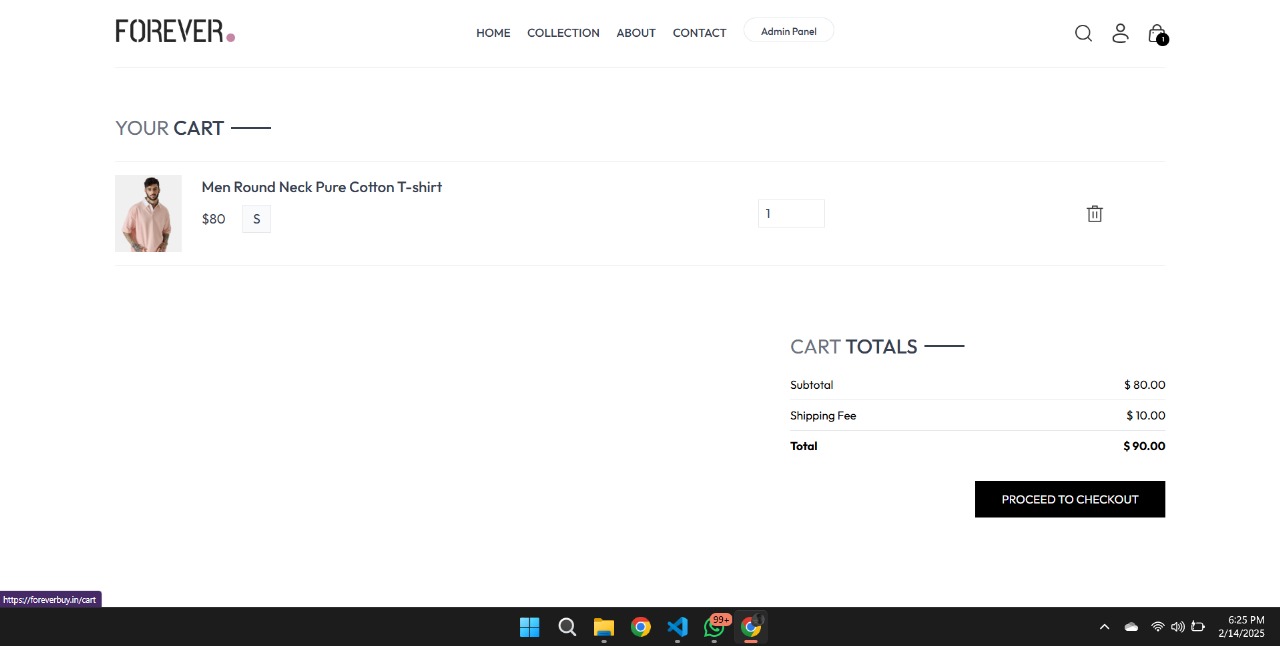 FOREVER.
HOME COLLECTION ABOUT CONTACT Admin Panel
1
YOUR CART
Men Round Neck Pure Cotton T-shirt
$80 S
1
CART TOTALS
Subtotal $ 80.00
Shipping Fee $ 10.00
Total $ 90.00
PROCEED TO CHECKOUT
https://foreverbuy.in/cart
99+
6:25 PM
2/14/2025